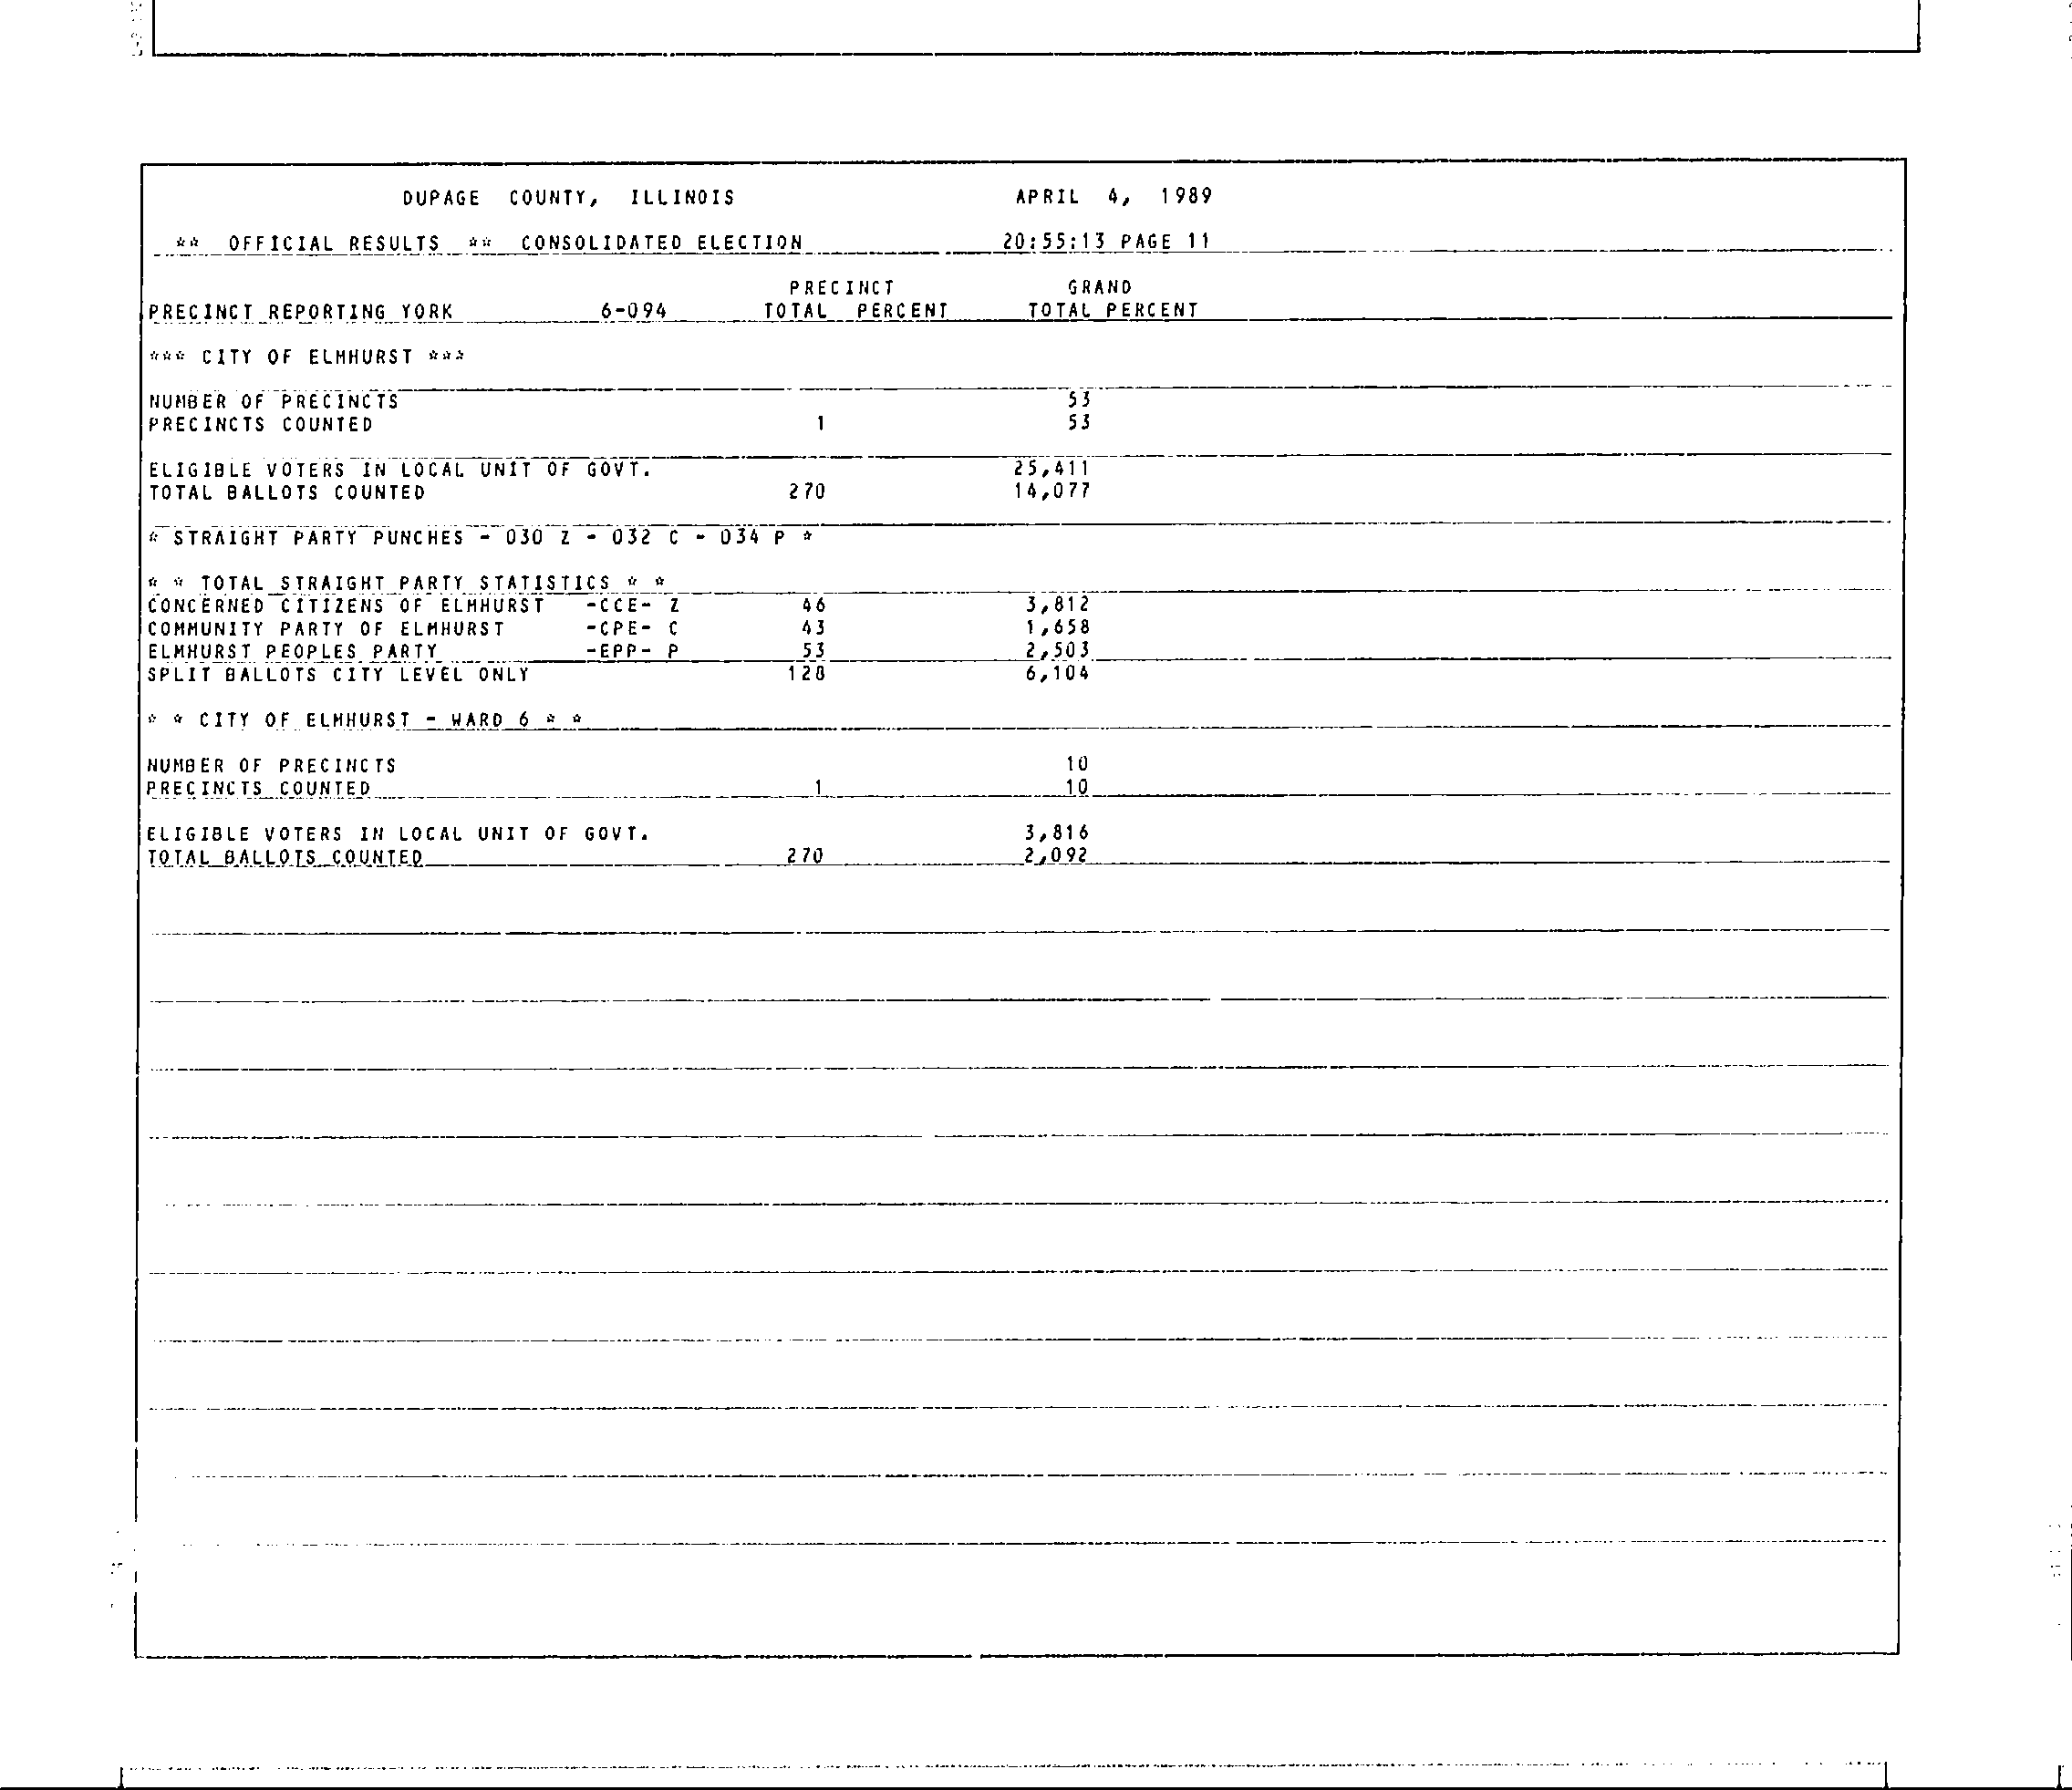 DUPAGE COUNTY, ILLINOIS APRIL 4, 1989
** OFFICIAL RESULTS ** CONSOLIDATED ELECTION 20:55:13 PAGE 11
PRECINCT GRAND
PRECINCT REPORTING YORK 6-094 TOTAL PERCENT TOTAL PERCENT
*** CITY OF ELMHURST ***
NUMBER OF PRECINCTS 53
PRECINCTS COUNTED 1 53
ELIGIBLE VOTERS IN LOCAL UNIT OF GOVT. 25,411
TOTAL BALLOTS COUNTED 270 14,077
* STRAIGHT PARTY PUNCHES - 030 Z - 032 C - 034 P *
* * TOTAL STRAIGHT PARTY STATISTICS * *
CONCERNED CITIZENS OF ELMHURST -CCE- Z 46 3,812
COMMUNITY PARTY OF ELMHURST -CPE- C 43 1,658
ELMHURST PEOPLES PARTY -EPP- P 53 2,503
SPLIT BALLOTS CITY LEVEL ONLY 128 6,104
* * CITY OF ELMHURST - WARD 6 * *
NUMBER OF PRECINCTS 10
PRECINCTS COUNTED 1 10
ELIGIBLE VOTERS IN LOCAL UNIT OF GOVT. 3,816
TOTAL BALLOTS COUNTED 270 2,092